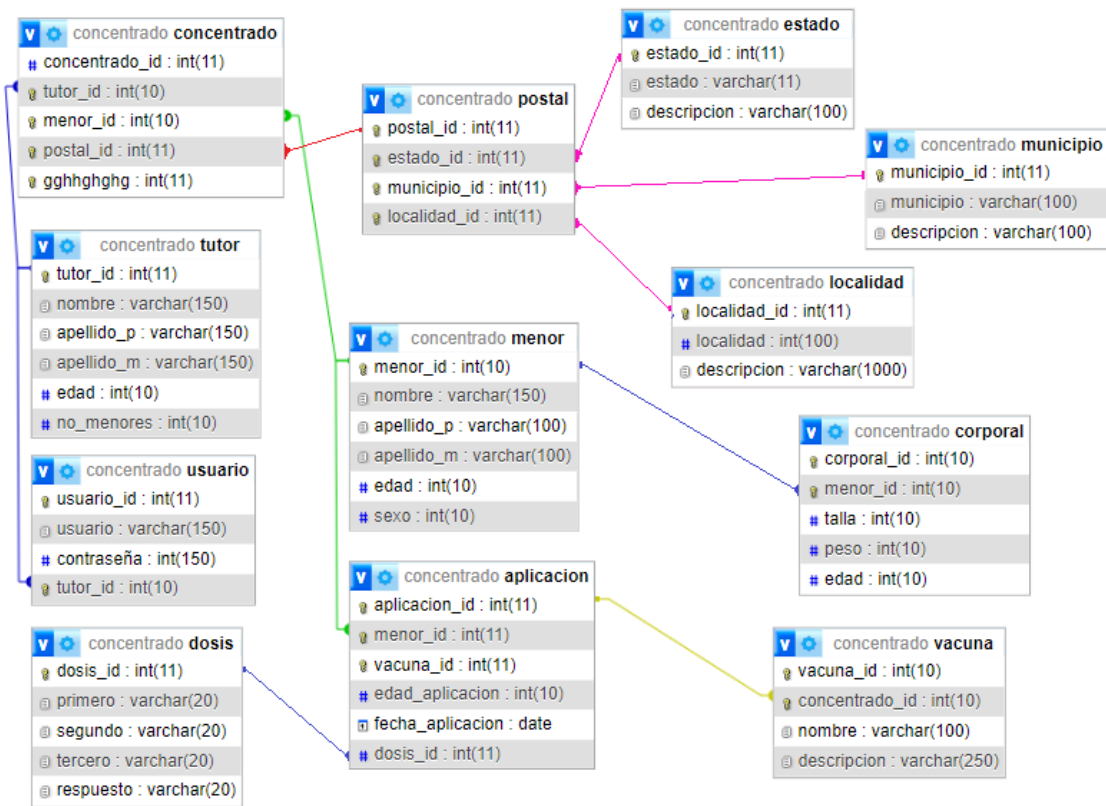 concentrado concentrado
concentrado_id : int(11)
tutor_id : int(10)
menor_id : int(10)
postal_id : int(11)
gghhghghg : int(11)
concentrado tutor
tutor_id : int(11)
nombre : varchar(150)
apellido_p : varchar(150)
apellido_m : varchar(150)
edad : int(10)
no_menores : int(10)
concentrado usuario
usuario_id : int(11)
usuario : varchar(150)
contraseña : int(150)
tutor_id : int(10)
concentrado dosis
dosis_id : int(11)
primero : varchar(20)
segundo : varchar(20)
tercero : varchar(20)
respuesto : varchar(20)
concentrado postal
postal_id : int(11)
estado_id : int(11)
municipio_id : int(11)
localidad_id : int(11)
concentrado menor
menor_id : int(10)
nombre : varchar(150)
apellido_p : varchar(100)
apellido_m : varchar(100)
edad : int(10)
sexo : int(10)
concentrado aplicacion
aplicacion_id : int(11)
menor_id : int(11)
vacuna_id : int(11)
edad_aplicacion : int(10)
fecha_aplicacion : date
dosis_id : int(11)
concentrado estado
estado_id : int(11)
estado : varchar(11)
descripcion : varchar(100)
concentrado municipio
municipio_id : int(11)
municipio : varchar(100)
descripcion : varchar(100)
concentrado localidad
localidad_id : int(11)
localidad : int(100)
descripcion : varchar(1000)
concentrado corporal
corporal_id : int(10)
menor_id : int(10)
talla : int(10)
peso : int(10)
edad : int(10)
concentrado vacuna
vacuna_id : int(10)
concentrado_id : int(10)
nombre : varchar(100)
descripcion : varchar(250)